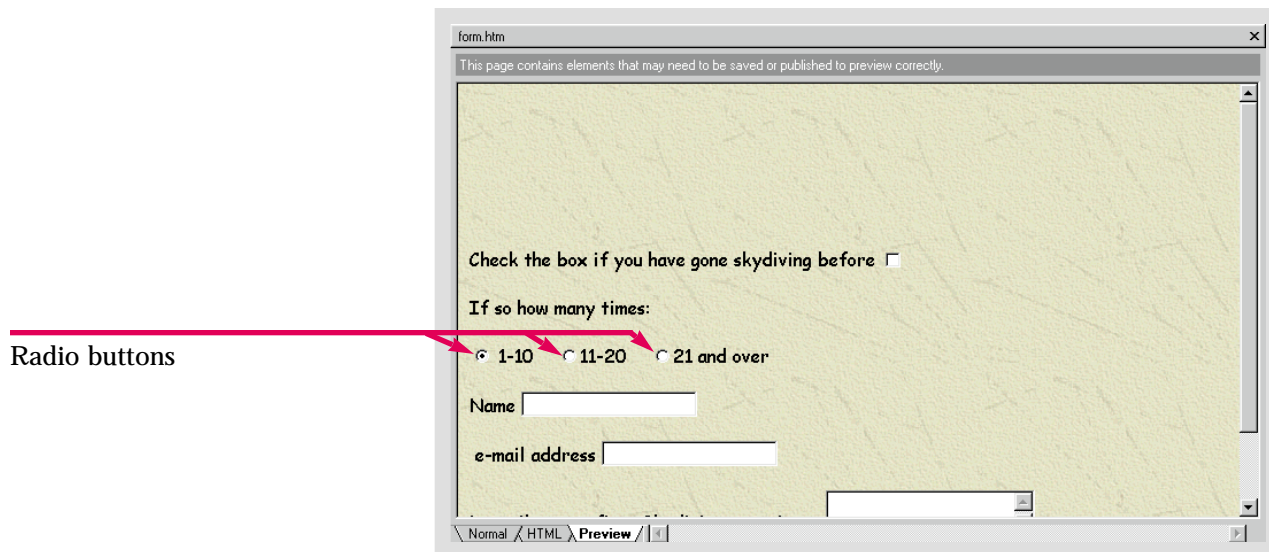 form.htm
This page contains elements that may need to be saved or published to preview correctly.
Check the box if you have gone skydiving before
If so how many times:
Radio buttons
1-10 11-20 21 and over
Name
e-mail address
Normal HTML Preview